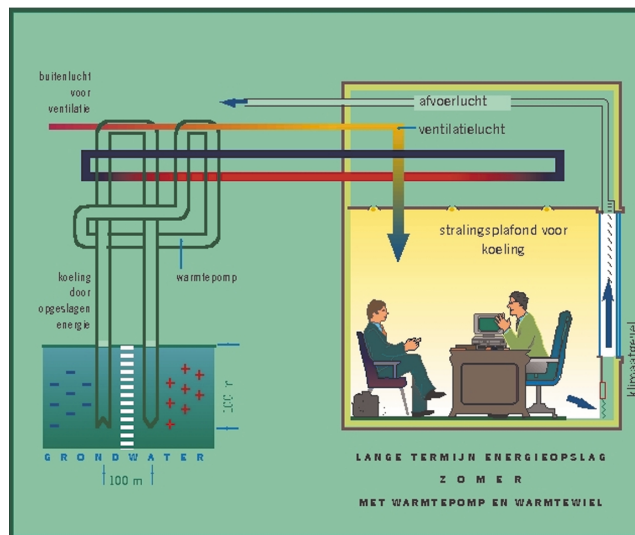 buitenlucht
voor
ventilatie
afvoerlucht
ventilatielucht
stralingsplafond voor
koeling
warmtepomp
koeling
door
opgeslagen
energie
klimaatgevel
100 m
GRONDWATER
100 m
LANGE TERMIJN ENERGIEOPSLAG
ZOMER
MET WARMTEPOMP EN WARMTEWIEL